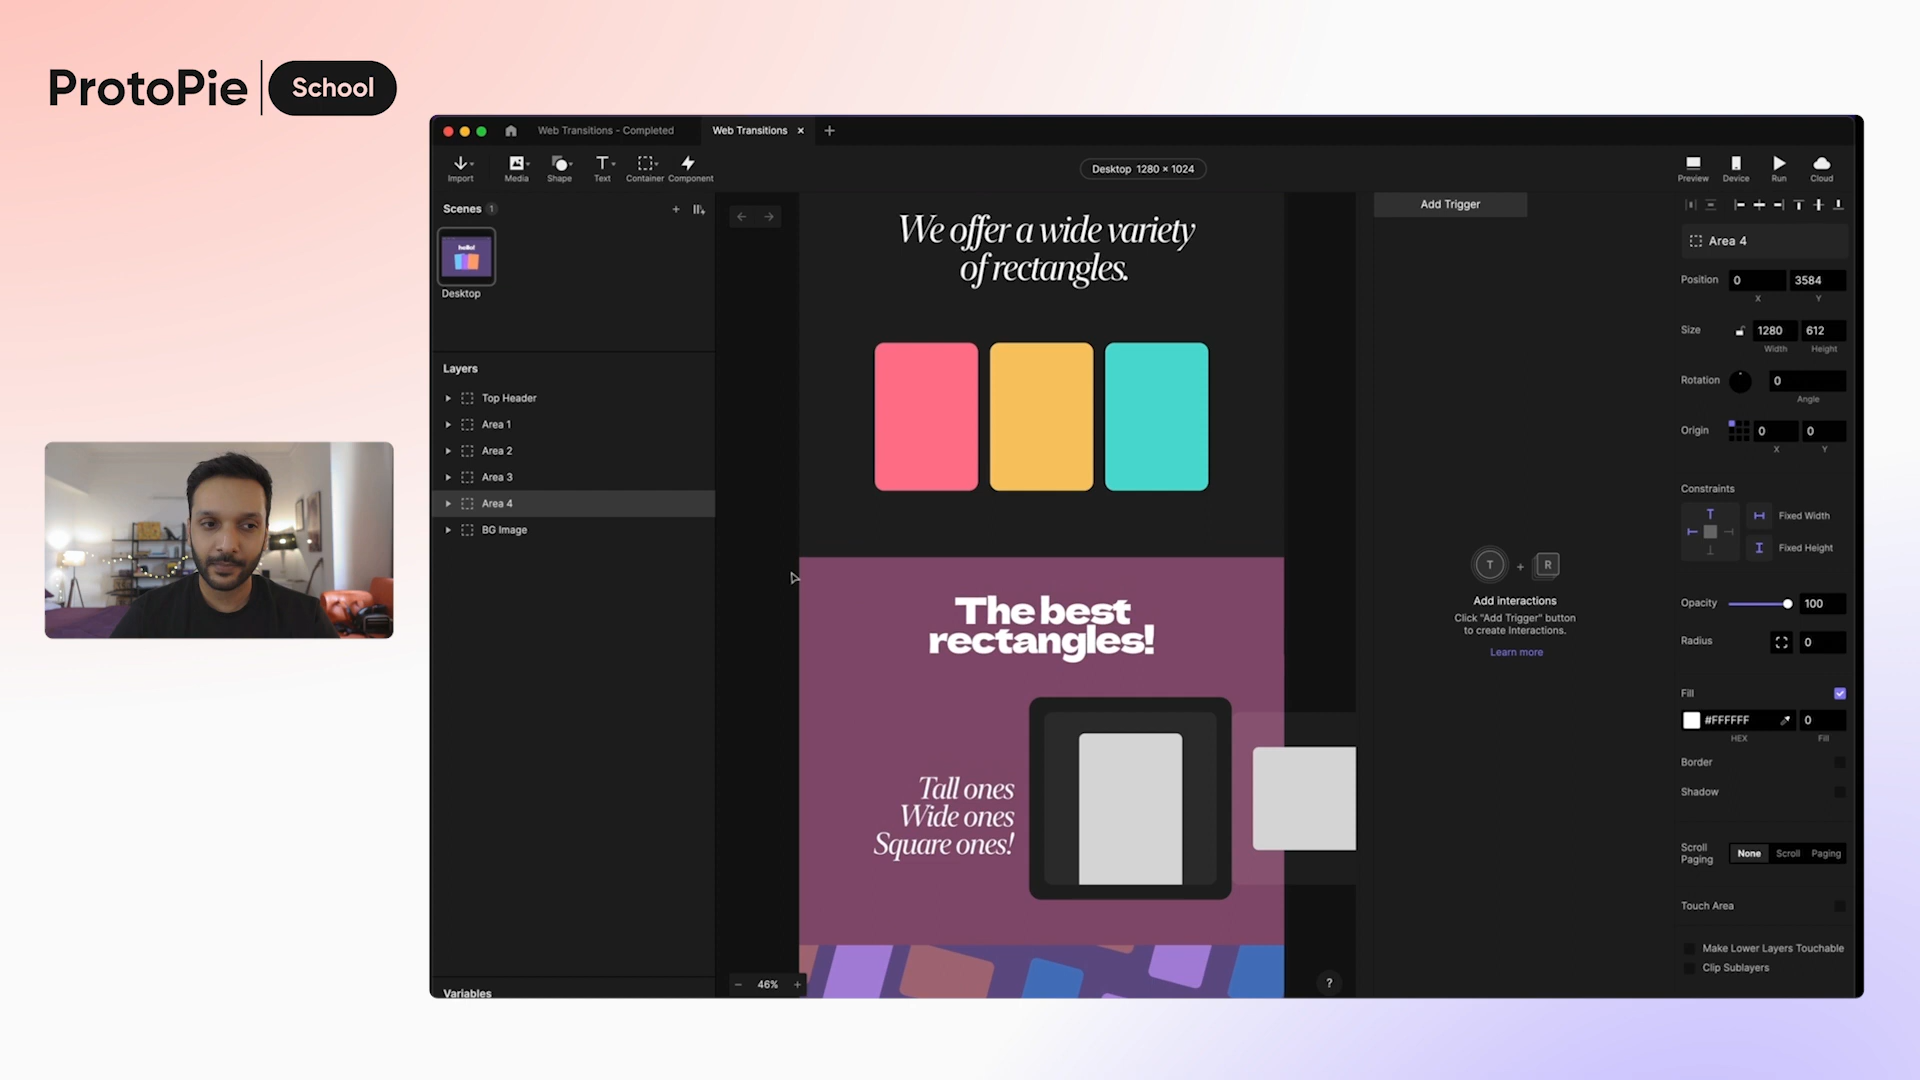 ProtoPie School
Web Transitions - Completed
Web Transitions
Import
Media
Shape
Text
Container
Component
Desktop 1280 × 1024
Preview
Device
Run
Cloud
Scenes 1
hello!
Desktop
Layers
Top Header
Area 1
Area 2
Area 3
Area 4
BG Image
Variables
We offer a wide variety
of rectangles.
The best
rectangles!
Tall ones
Wide ones
Square ones!
46%
?
Add Trigger
T + R
Add interactions
Click "Add Trigger" button
to create Interactions.
Learn more
Area 4
Position 0 3584
X Y
Size 1280 612
Width Height
Rotation 0
Angle
Origin 0 0
X Y
Constraints
Fixed Width
Fixed Height
Opacity 100
Radius 0
Fill
#FFFFFF 0
HEX Fill
Border
Shadow
Scroll
Paging
None Scroll Paging
Touch Area
Make Lower Layers Touchable
Clip Sublayers